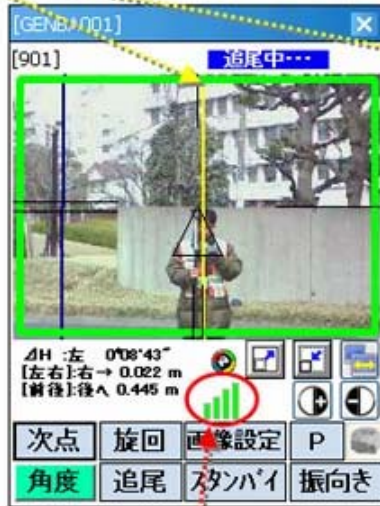 [GENBA001]
[901]
追尾中･･･
⊿H :左 0°08'43"
[左右]:右→ 0.022 m
[前後]:後へ 0.445 m
次点 旋回 画像設定 P
角度 追尾 ｽﾀﾝﾊﾞｲ 振向き